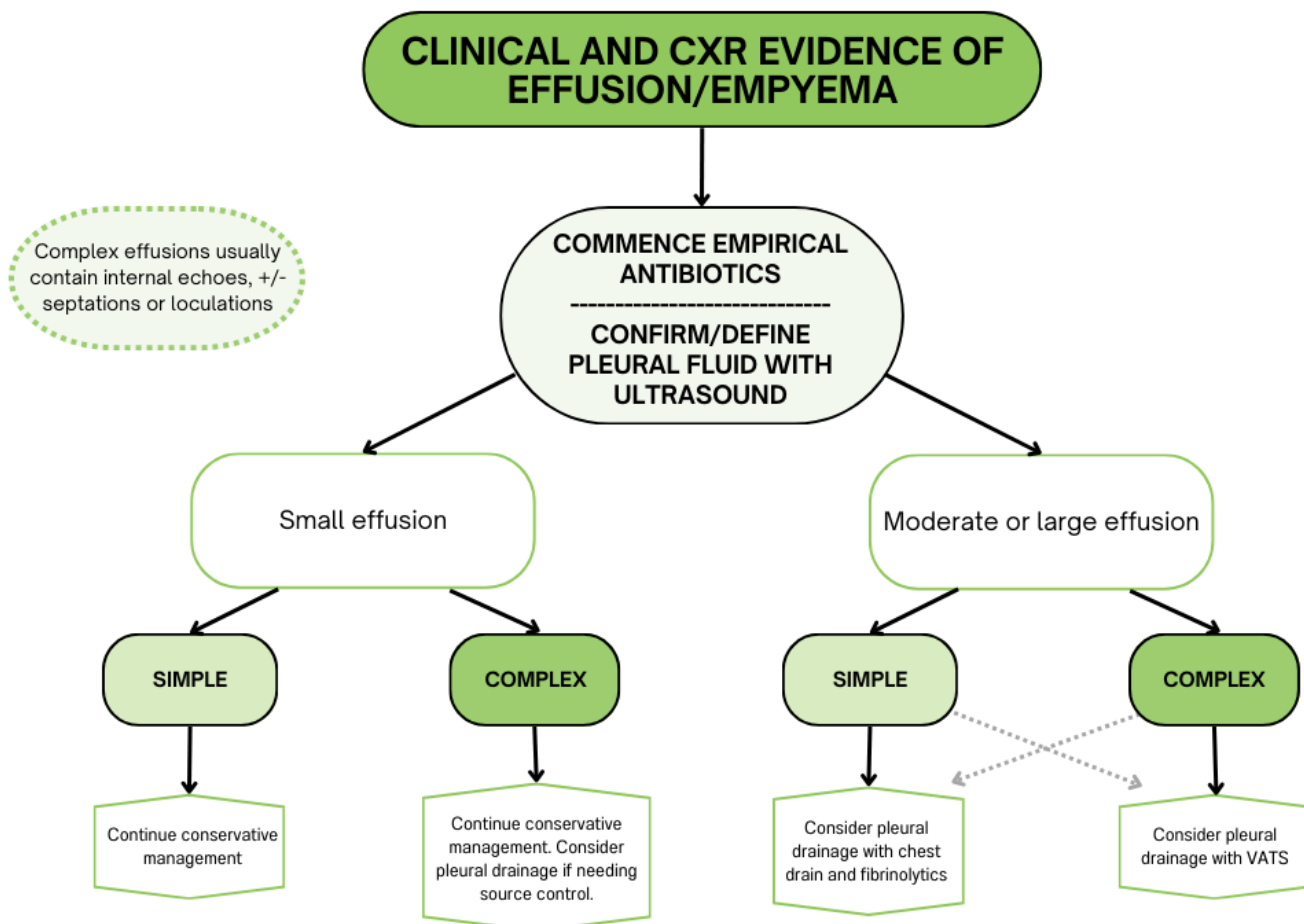 CLINICAL AND CXR EVIDENCE OF
EFFUSION/EMPYEMA
Complex effusions usually
contain internal echoes, +/-
septations or loculations
COMMENCE EMPIRICAL
ANTIBIOTICS
-----------------------------
CONFIRM/DEFINE
PLEURAL FLUID WITH
ULTRASOUND
Small effusion
Moderate or large effusion
SIMPLE
COMPLEX
SIMPLE
COMPLEX
Continue conservative
management
Continue conservative
management. Consider
pleural drainage if needing
source control.
Consider pleural
drainage with chest
drain and fibrinolytics
Consider pleural
drainage with VATS